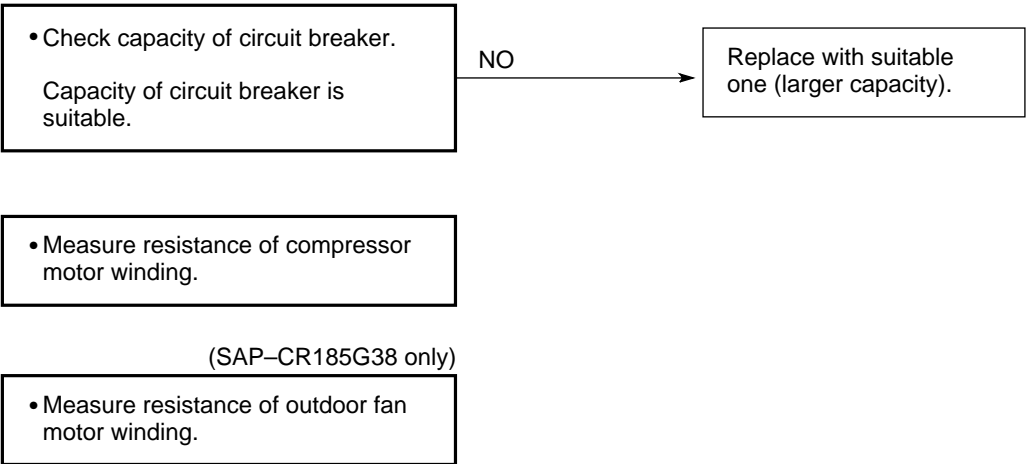 • Check capacity of circuit breaker.
Capacity of circuit breaker is
suitable.
NO
Replace with suitable
one (larger capacity).
• Measure resistance of compressor
motor winding.
(SAP–CR185G38 only)
• Measure resistance of outdoor fan
motor winding.